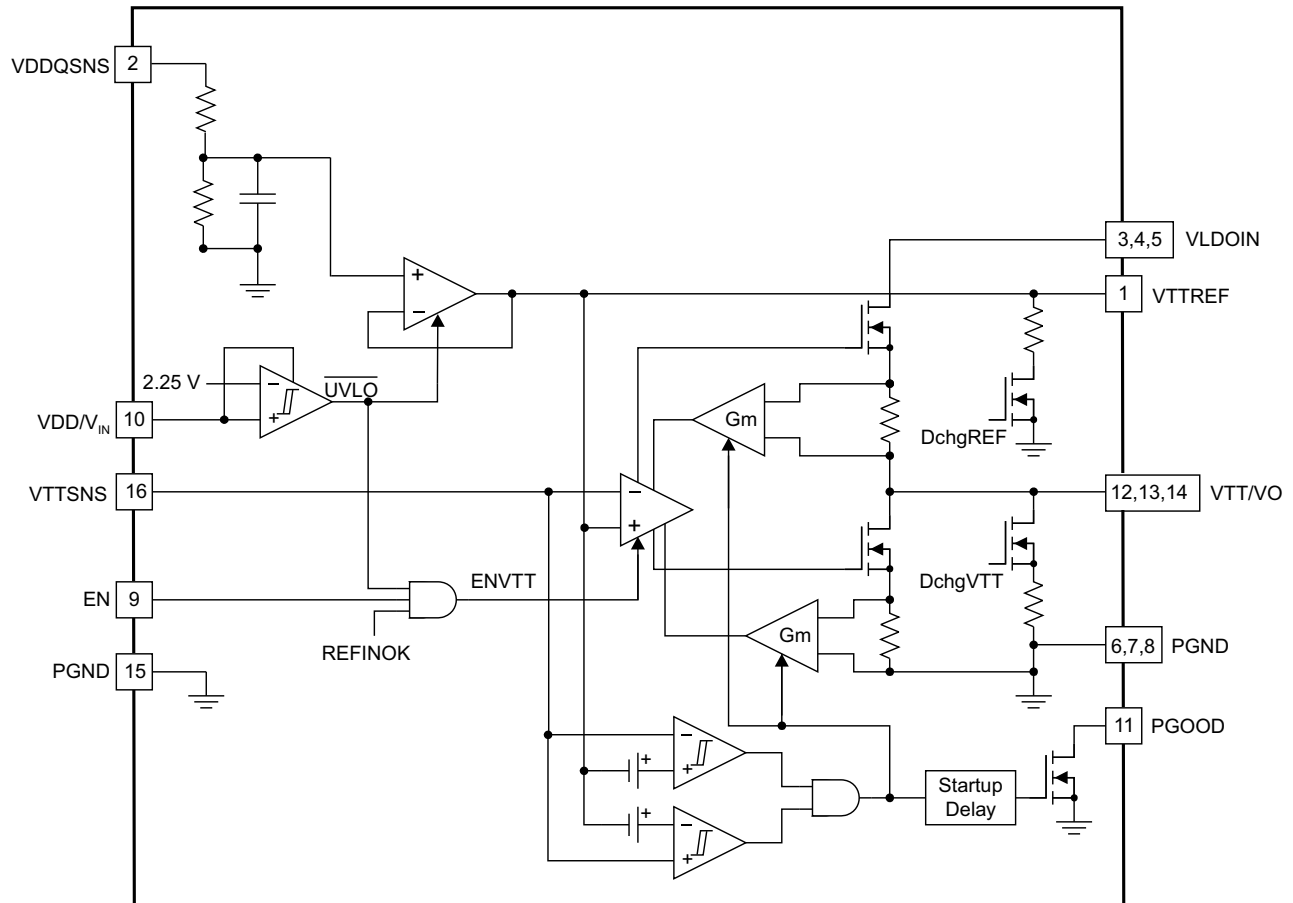 VDDQSNS 2
3,4,5 VLDOIN
+
1 VTTREF
−
2.25 V −
UVLO
+
VDD/VIN 10
Gm
DchgREF
VTTSNS 16
−
12,13,14 VTT/VO
+
ENVTT
DchgVTT
EN 9
REFINOK
Gm
6,7,8 PGND
PGND 15
11 PGOOD
−
+
+
Startup
Delay
+
−
+